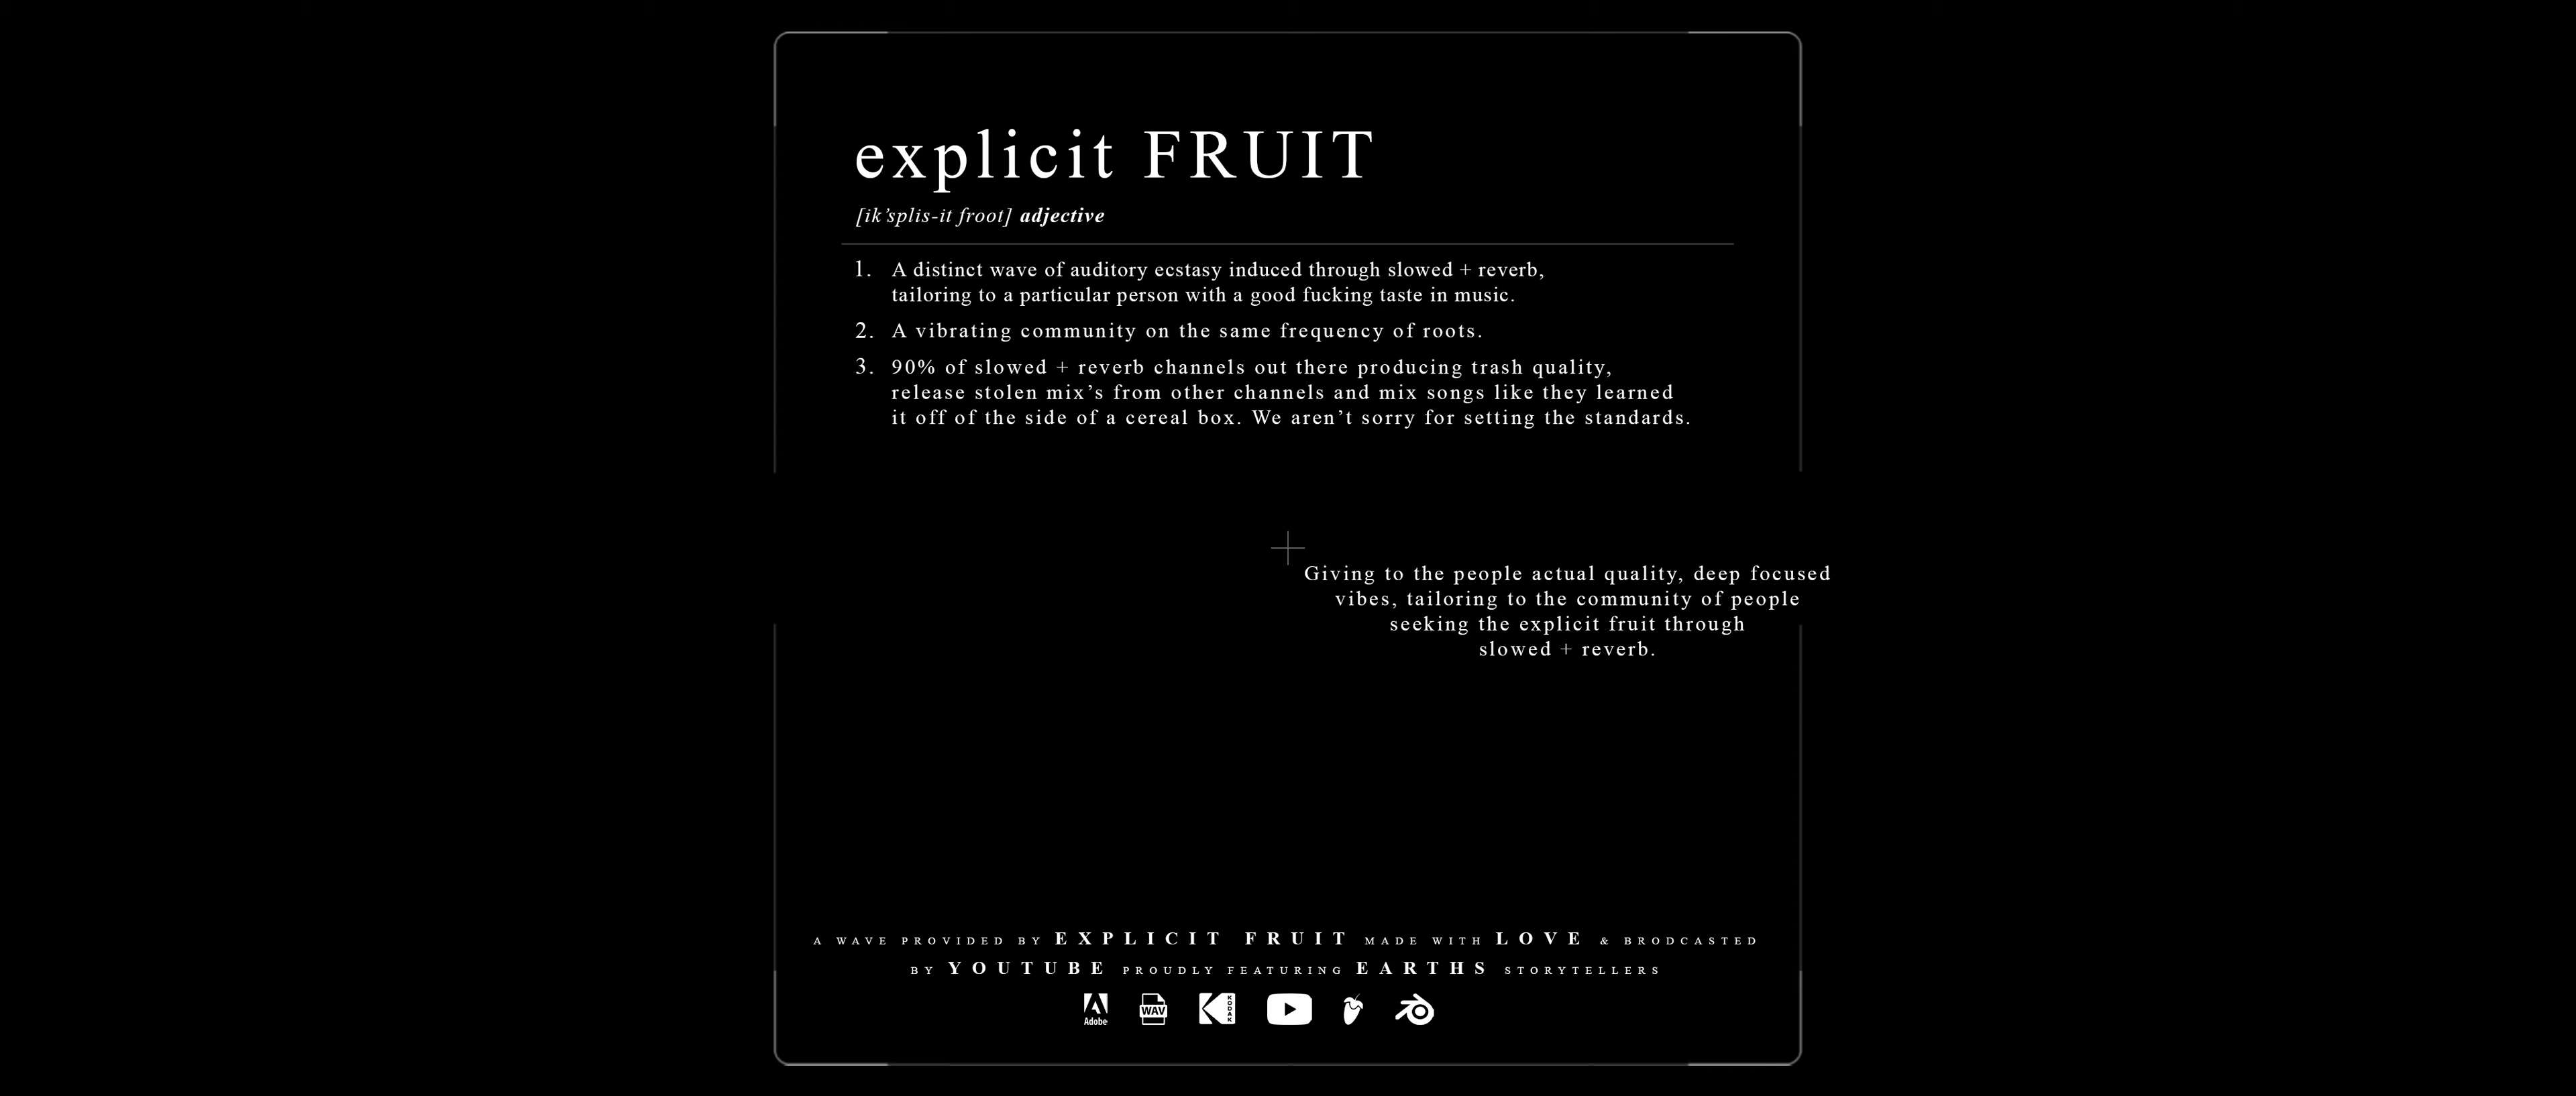 explicit FRUIT
[ik’splis-it froot] adjective
1. A distinct wave of auditory ecstasy induced through slowed + reverb,
tailoring to a particular person with a good fucking taste in music.
2. A vibrating community on the same frequency of roots.
3. 90% of slowed + reverb channels out there producing trash quality,
release stolen mix’s from other channels and mix songs like they learned
it off of the side of a cereal box. We aren’t sorry for setting the standards.
Giving to the people actual quality, deep focused
vibes, tailoring to the community of people
seeking the explicit fruit through
slowed + reverb.
A WAVE PROVIDED BY EXPLICIT FRUIT MADE WITH LOVE & BRODCASTED
BY YOUTUBE PROUDLY FEATURING EARTHS STORYTELLERS
Adobe WAV KODAK